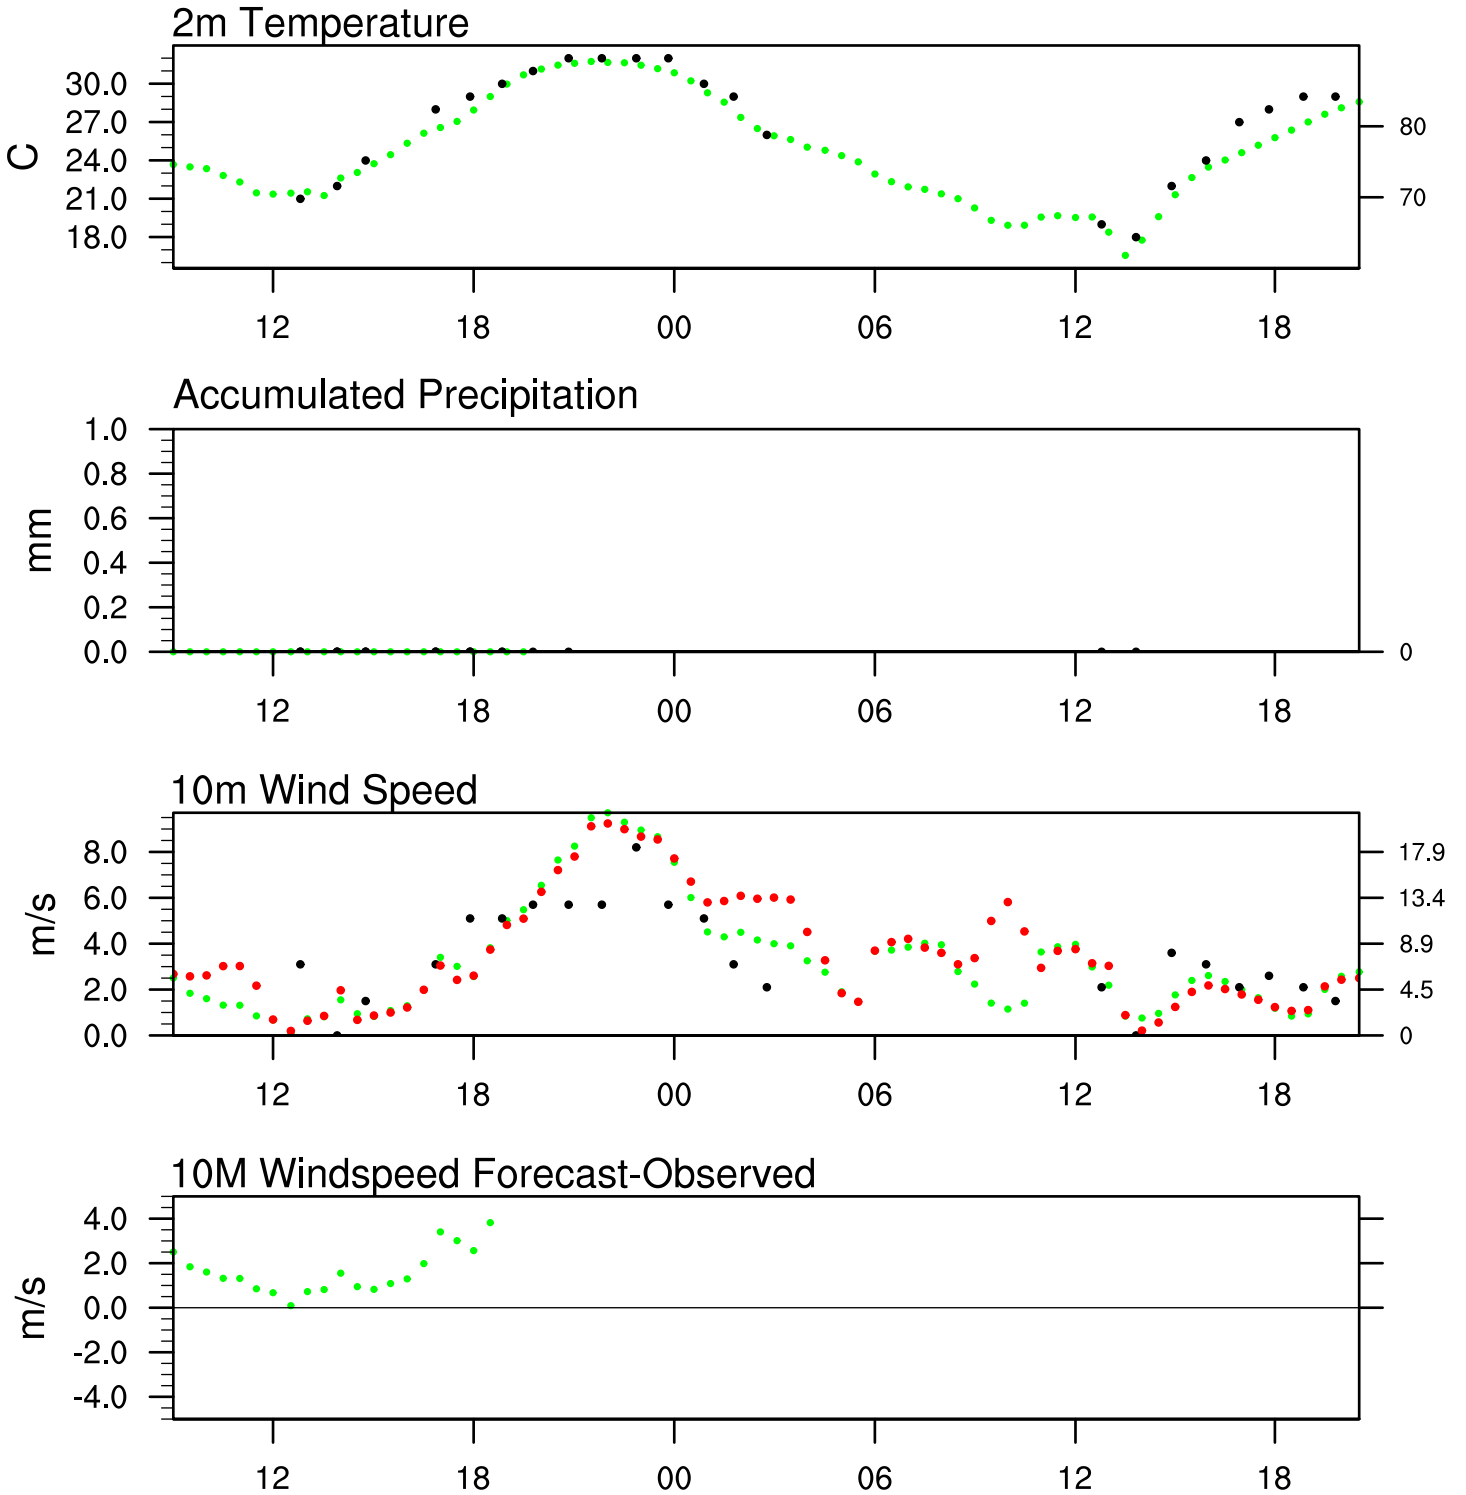 2m Temperature
30.0
27.0
24.0
21.0
18.0
C
80
70
12 18 00 06 12 18
Accumulated Precipitation
1.0
0.8
0.6
0.4
0.2
0.0
mm
0
12 18 00 06 12 18
10m Wind Speed
8.0
6.0
4.0
2.0
0.0
m/s
17.9
13.4
8.9
4.5
0
12 18 00 06 12 18
10M Windspeed Forecast-Observed
4.0
2.0
0.0
-2.0
-4.0
m/s
12 18 00 06 12 18